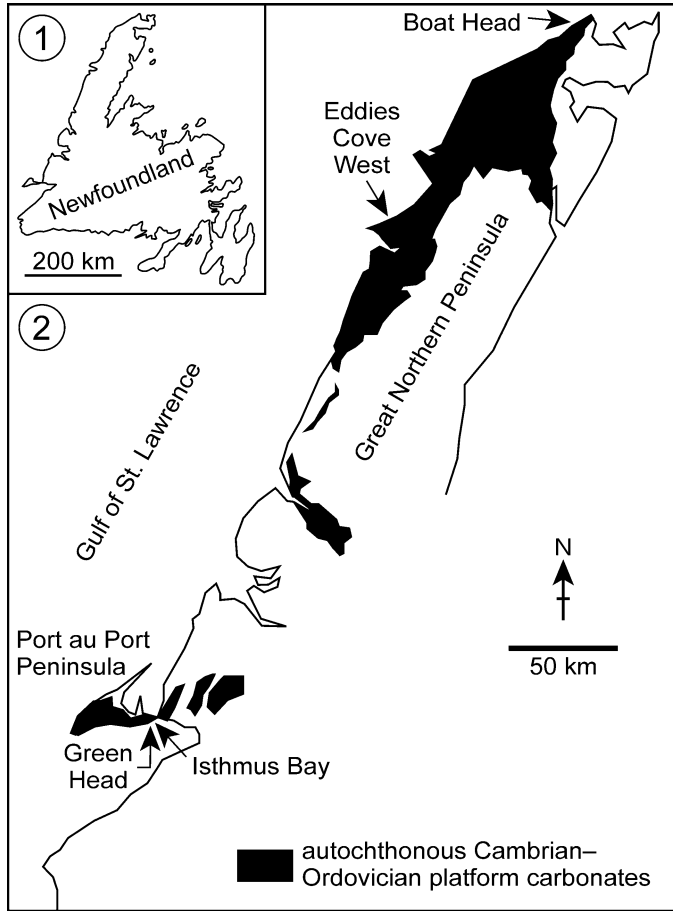 1
Newfoundland
200 km
2
Boat Head
Eddies
Cove
West
Great Northern Peninsula
Gulf of St. Lawrence
N
50 km
Port au Port
Peninsula
Green
Head
Isthmus Bay
autochthonous Cambrian–
Ordovician platform carbonates